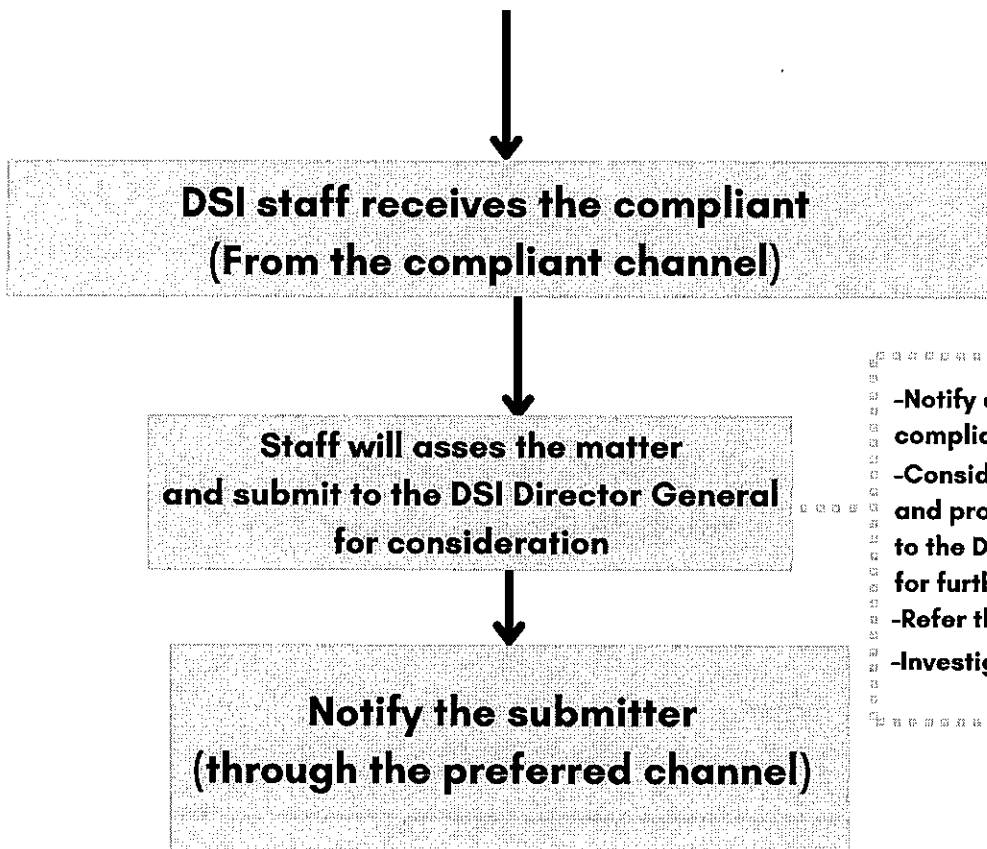 DSI staff receives the compliant
(From the compliant channel)
Staff will asses the matter
and submit to the DSI Director General
for consideration
-Notify
-Consid
and pro
to the D
for furt
-Refer
-Investig
Notify the submitter
(through the preferred channel)